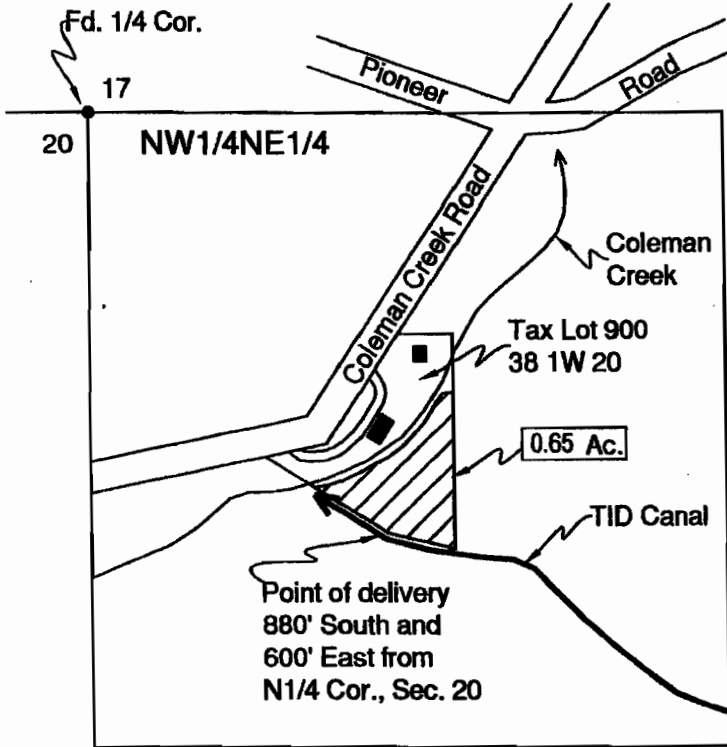 Fd. 1/4 Cor.
17
20
NW1/4NE1/4
Pioneer
Road
Coleman Creek Road
Coleman
Creek
Tax Lot 900
38 1W 20
0.65 Ac.
TID Canal
Point of delivery
880' South and
600' East from
N1/4 Cor., Sec. 20